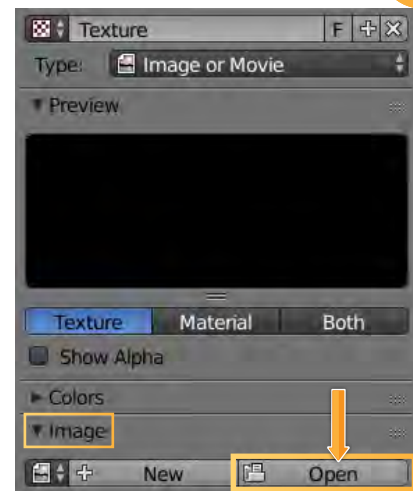 Texture F
Type: Image or Movie
Preview
Texture Material Both
Show Alpha
Colors
Image
New Open